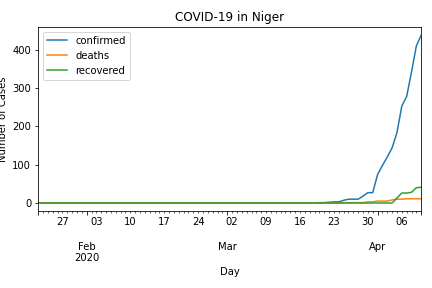 COVID-19 in Niger
confirmed
deaths
recovered
400
300
200
100
0
Number of Cases
27 03 10 17 24 02 09 16 23 30 06
Feb Mar Apr
2020
Day